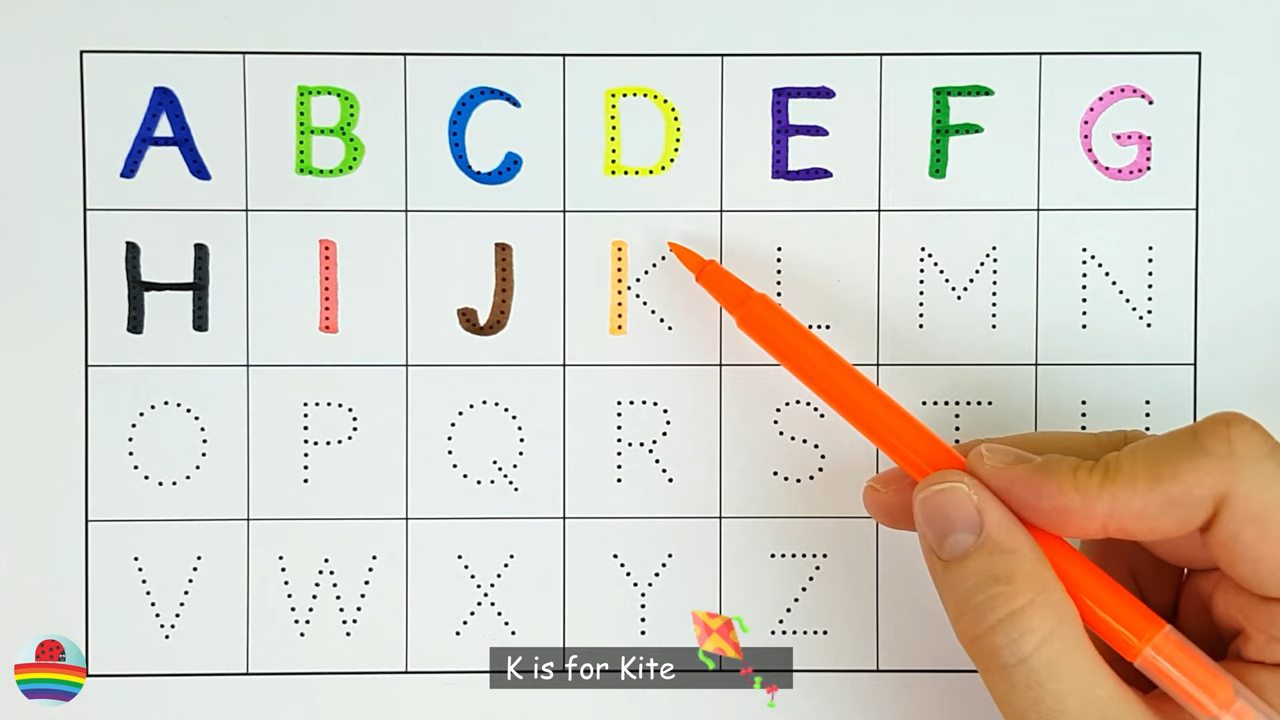 A B C D E F G
H I J K L M N
O P Q R S T U
V W X Y Z
K is for Kite